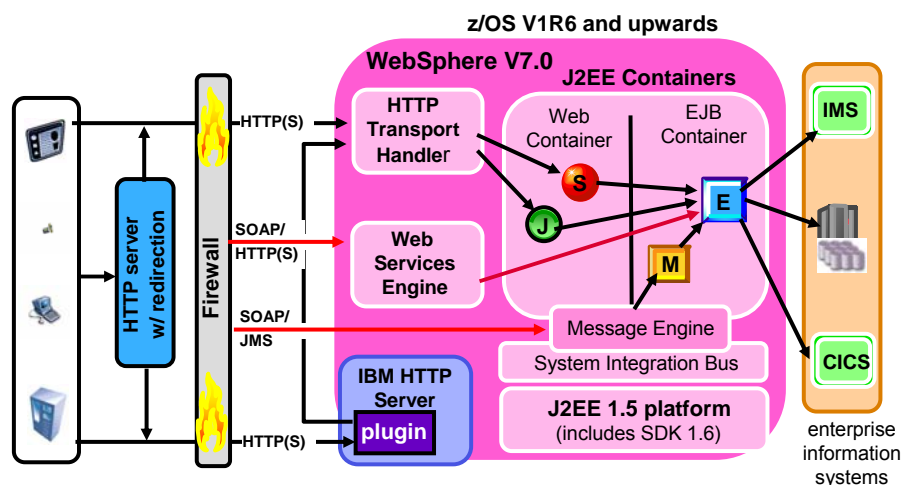 z/OS V1R6 and upwards
WebSphere V7.0
J2EE Containers
HTTP server
w/ redirection
Firewall
HTTP(S)
SOAP/
HTTP(S)
SOAP/
JMS
HTTP(S)
HTTP
Transport
Handler
Web
Services
Engine
IBM HTTP
Server
plugin
Web
Container
EJB
Container
S
J
E
M
Message Engine
System Integration Bus
J2EE 1.5 platform
(includes SDK 1.6)
IMS
CICS
enterprise
information
systems